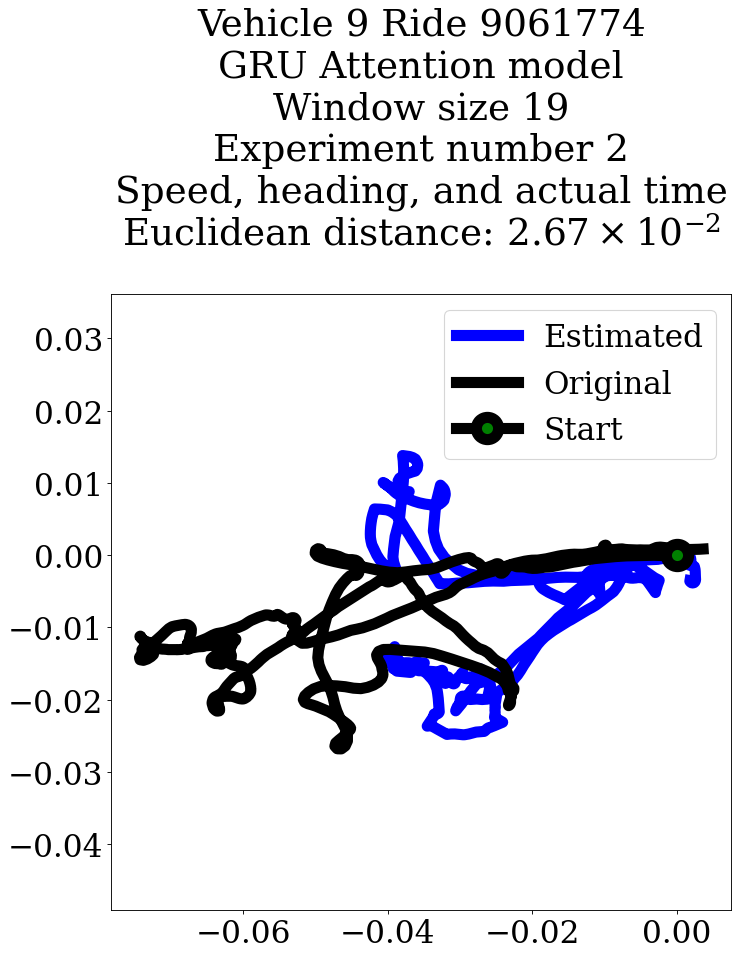 Vehicle 9 Ride 9061774
GRU Attention model
Window size 19
Experiment number 2
Speed, heading, and actual time
Euclidean distance: 2.67 × 10⁻²
Estimated
Original
Start
0.03
0.02
0.01
0.00
−0.01
−0.02
−0.03
−0.04
−0.06
−0.04
−0.02
0.00